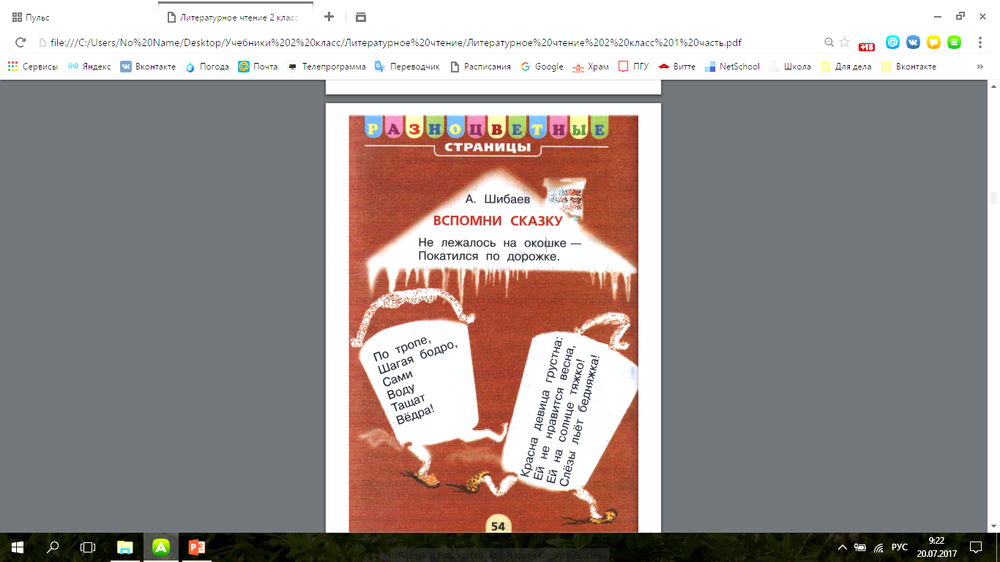 Пульс
Литературное чтение 2 класс
file:///C:/Users/No%20Name/Desktop/Учебники%202%20класс/Литературное%20чтение/Литературное%20чтение%202%20класс%201%20часть.pdf
+18
Сервисы Яндекс Вконтакте Погода Почта Телепрограмма Переводчик Расписания Google Храм ПГУ Витте NetSchool Школа Для дела Вконтакте »
РАЗНОЦВЕТНЫЕ
СТРАНИЦЫ
А. Шибаев
ВСПОМНИ СКАЗКУ
Не лежалось на окошке —
Покатился по дорожке.
По тропе,
Шагая бодро,
Сами
Воду
Тащат
Вёдра!
Красна девица грустна:
Ей не нравится весна,
Ей на солнце тяжко!
Слёзы льёт бедняжка!
54
РУС
9:22
20.07.2017